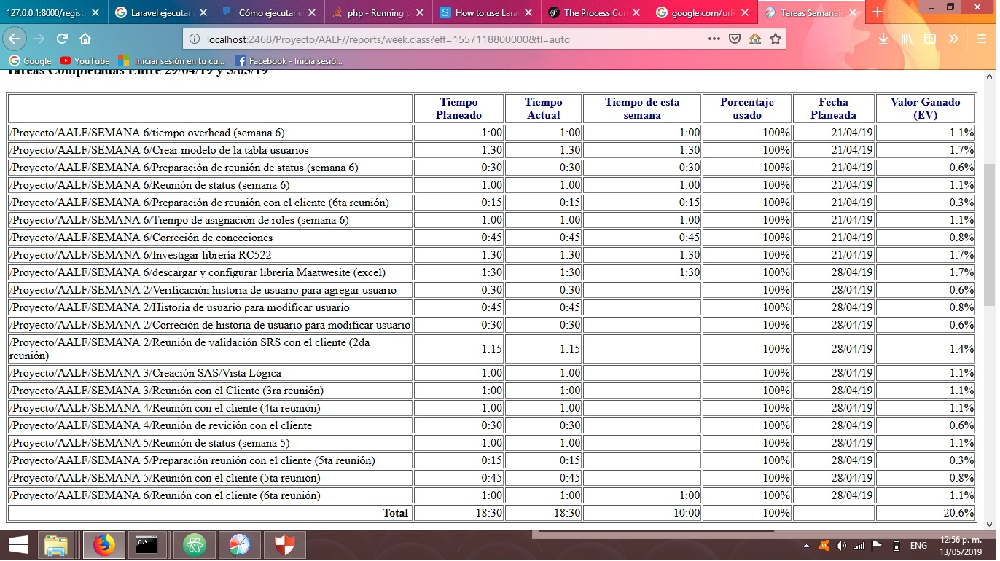 127.0.0.1:8000/registr
Laravel ejecutar
Cómo ejecutar e
php - Running p
How to use Larav
The Process Con
google.com/url?
Tareas Semanale
localhost:2468/Proyecto/AALF//reports/week.class?eff=1557118800000&tl=auto
Google YouTube Iniciar sesión en tu cu... Facebook - Inicia sesió...
Tareas Completadas Entre 29/04/19 y 5/05/19
Tiempo Planeado Tiempo Actual Tiempo de esta semana Porcentaje usado Fecha Planeada Valor Ganado (EV)
/Proyecto/AALF/SEMANA 6/tiempo overhead (semana 6) 1:00 1:00 1:00 100% 21/04/19 1.1%
/Proyecto/AALF/SEMANA 6/Crear modelo de la tabla usuarios 1:30 1:30 1:30 100% 21/04/19 1.7%
/Proyecto/AALF/SEMANA 6/Preparación de reunión de status (semana 6) 0:30 0:30 0:30 100% 21/04/19 0.6%
/Proyecto/AALF/SEMANA 6/Reunión de status (semana 6) 1:00 1:00 1:00 100% 21/04/19 1.1%
/Proyecto/AALF/SEMANA 6/Preparación de reunión con el cliente (6ta reunión) 0:15 0:15 0:15 100% 21/04/19 0.3%
/Proyecto/AALF/SEMANA 6/Tiempo de asignación de roles (semana 6) 1:00 1:00 1:00 100% 21/04/19 1.1%
/Proyecto/AALF/SEMANA 6/Correción de conecciones 0:45 0:45 0:45 100% 21/04/19 0.8%
/Proyecto/AALF/SEMANA 6/Investigar librería RC522 1:30 1:30 1:30 100% 21/04/19 1.7%
/Proyecto/AALF/SEMANA 6/descargar y configurar librería Maatwesite (excel) 1:30 1:30 1:30 100% 28/04/19 1.7%
/Proyecto/AALF/SEMANA 2/Verificación historia de usuario para agregar usuario 0:30 0:30 100% 28/04/19 0.6%
/Proyecto/AALF/SEMANA 2/Historia de usuario para modificar usuario 0:45 0:45 100% 28/04/19 0.8%
/Proyecto/AALF/SEMANA 2/Correción de historia de usuario para modificar usuario 0:30 0:30 100% 28/04/19 0.6%
/Proyecto/AALF/SEMANA 2/Reunión de validación SRS con el cliente (2da
reunión) 1:15 1:15 100% 28/04/19 1.4%
/Proyecto/AALF/SEMANA 3/Creación SAS/Vista Lógica 1:00 1:00 100% 28/04/19 1.1%
/Proyecto/AALF/SEMANA 3/Reunión con el Cliente (3ra reunión) 1:00 1:00 100% 28/04/19 1.1%
/Proyecto/AALF/SEMANA 4/Reunión con el cliente (4ta reunión) 1:00 1:00 100% 28/04/19 1.1%
/Proyecto/AALF/SEMANA 4/Reunión de revición con el cliente 0:30 0:30 100% 28/04/19 0.6%
/Proyecto/AALF/SEMANA 5/Reunión de status (semana 5) 1:00 1:00 100% 28/04/19 1.1%
/Proyecto/AALF/SEMANA 5/Preparación reunión con el cliente (5ta reunión) 0:15 0:15 100% 28/04/19 0.3%
/Proyecto/AALF/SEMANA 5/Reunión con el cliente (5ta reunión) 0:45 0:45 100% 28/04/19 0.8%
/Proyecto/AALF/SEMANA 6/Reunión con el cliente (6ta reunión) 1:00 1:00 1:00 100% 28/04/19 1.1%
Total 18:30 18:30 10:00 100% 20.6%
ENG
12:56 p. m.
13/05/2019